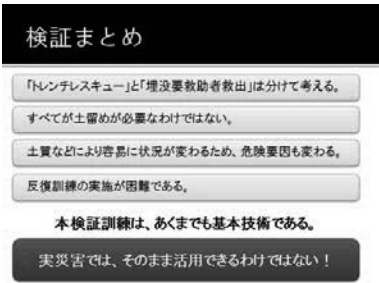 検証まとめ
「トレンチレスキュー」と「埋没要救助者救出」は分けて考える。
すべてが土留めが必要なわけではない。
土質などにより容易に状況が変わるため、危険要因も変わる。
反復訓練の実施が困難である。
本検証訓練は、あくまでも基本技術である。
実災害では、そのまま活用できるわけではない！